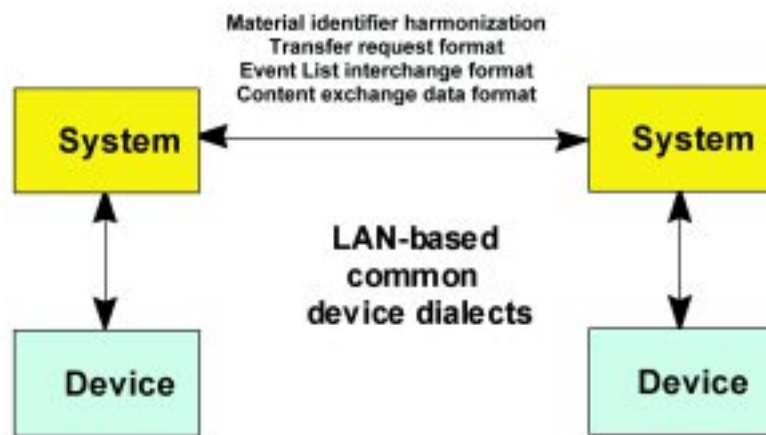 Material identifier harmonization
Transfer request format
Event List interchange format
Content exchange data format
System
System
LAN-based
common
device dialects
Device
Device